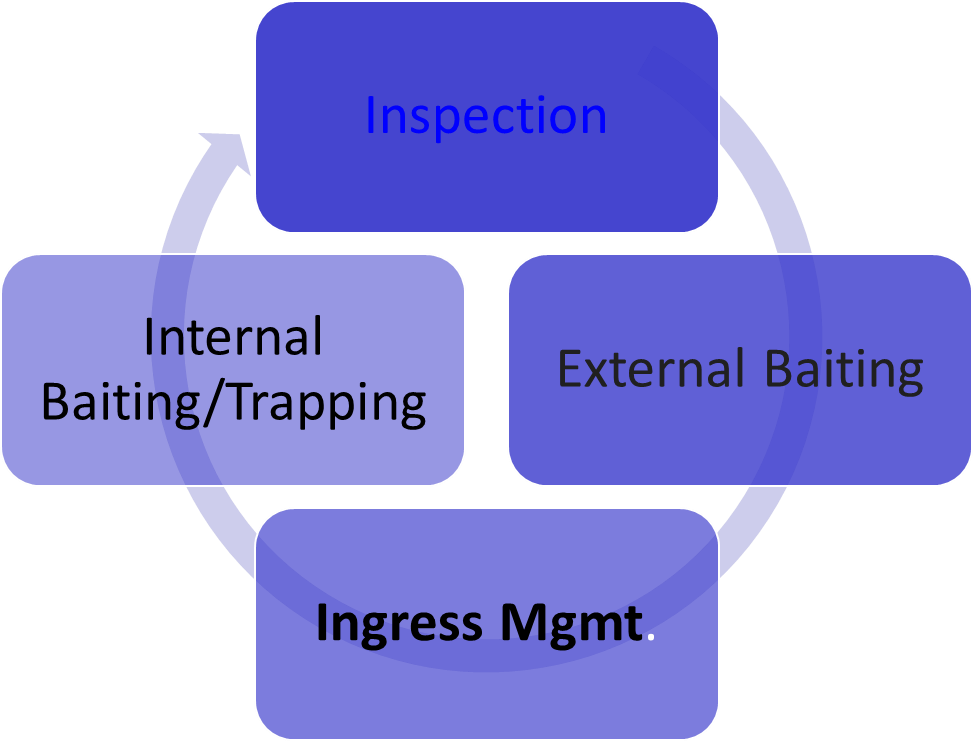 Inspection
External Baiting
Ingress Mgmt.
Internal
Baiting/Trapping